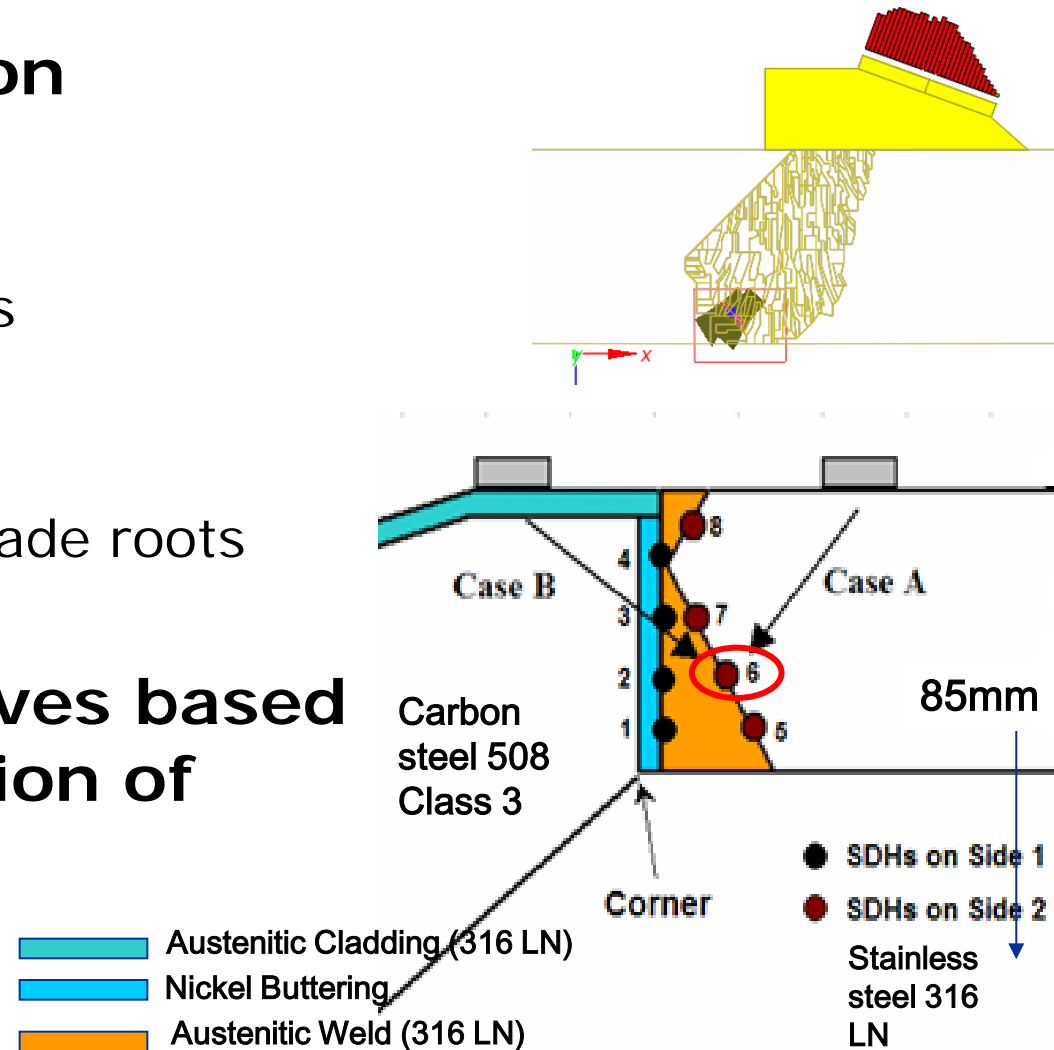 on
s
x
y
ade roots
8
4
Case B
Case A
3
7
2
6
85mm
ves based
Carbon
steel 508
Class 3
1
5
ion of
SDHs on Side 1
Corner
SDHs on Side 2
Austenitic Cladding (316 LN)
Stainless
steel 316
LN
Nickel Buttering
Austenitic Weld (316 LN)